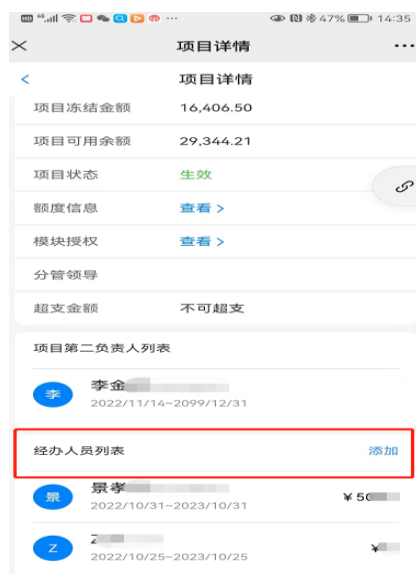 47% 14:35
项目详情
项目详情
项目冻结金额 16,406.50
项目可用余额 29,344.21
项目状态 生效
额度信息 查看 >
模块授权 查看 >
分管领导
超支金额 不可超支
项目第二负责人列表
李 李金
2022/11/14~2099/12/31
经办人员列表 添加
景 景孝 ¥50
2022/10/31~2023/10/31
Z Z ¥
2022/10/25~2023/10/25